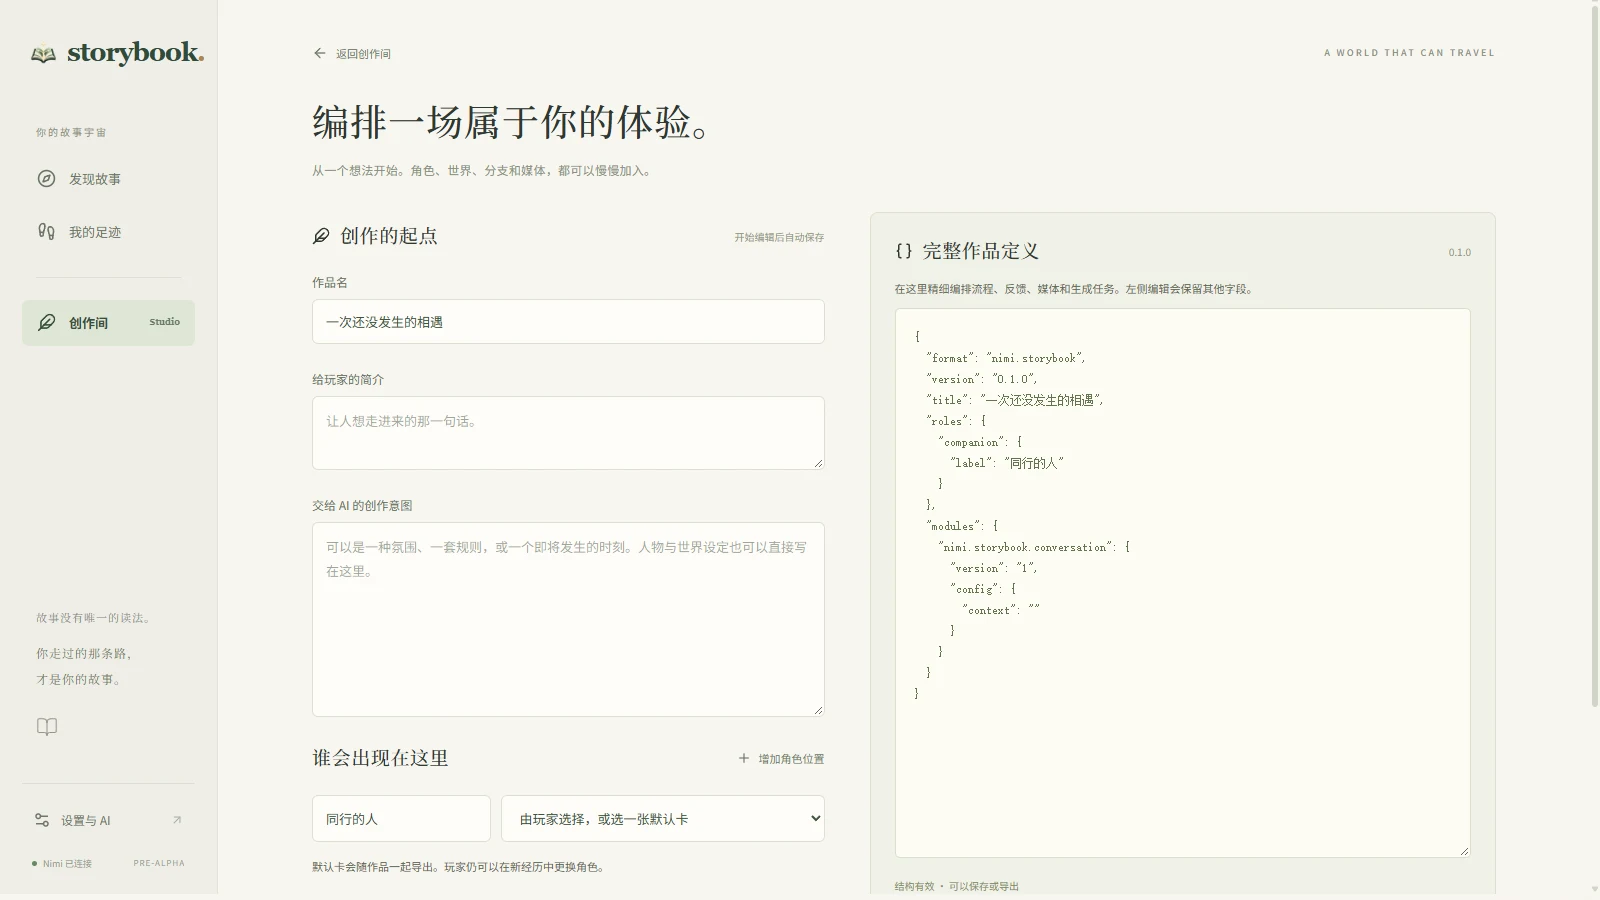 storybook.
你的故事宇宙
发现故事
我的足迹
创作间 Studio
故事没有唯一的读法。
你走过的那条路，
才是你的故事。
设置与 AI
Nimi 已连接 PRE-ALPHA
返回创作间
A WORLD THAT CAN TRAVEL
编排一场属于你的体验。
从一个想法开始。角色、世界、分支和媒体，都可以慢慢加入。
创作的起点
开始编辑后自动保存
作品名
一次还没发生的相遇
给玩家的简介
让人想走进来的那一句话。
交给 AI 的创作意图
可以是一种氛围、一套规则，或一个即将发生的时刻。人物与世界设定也可以直接写
在这里。
谁会出现在这里
增加角色位置
同行的人
由玩家选择，或选一张默认卡
默认卡会随作品一起导出。玩家仍可以在新经历中更换角色。
{} 完整作品定义
0.1.0
在这里精细编排流程、反馈、媒体和生成任务。左侧编辑会保留其他字段。
{
"format": "nimi.storybook",
"version": "0.1.0",
"title": "一次还没发生的相遇",
"roles": {
"companion": {
"label": "同行的人"
}
},
"modules": {
"nimi.storybook.conversation": {
"version": "1",
"config": {
"context": ""
}
}
}
}
结构有效 · 可以保存或导出